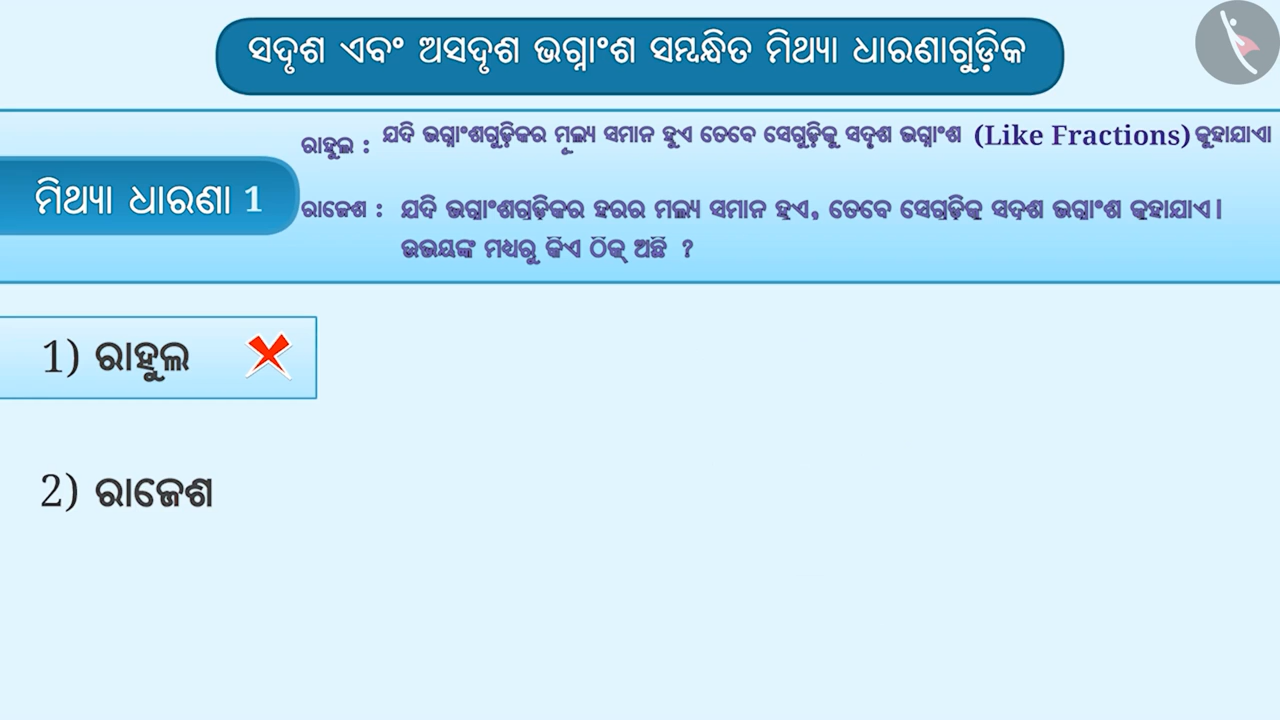 ସଦୃଶ ଏବଂ ଅସଦୃଶ ଭଗ୍ନାଂଶ ସମ୍ବନ୍ଧିତ ମିଥ୍ୟା ଧାରଣାଗୁଡ଼ିକ
ରାହୁଲ : ଯଦି ଭଗ୍ନାଂଶଗୁଡ଼ିକର ମୂଲ୍ୟ ସମାନ ହୁଏ ତେବେ ସେଗୁଡ଼ିକୁ ସଦୃଶ ଭଗ୍ନାଂଶ (Like Fractions) କୁହାଯାଏ।
ମିଥ୍ୟା ଧାରଣା 1
ରାଜେଶ : ଯଦି ଭଗ୍ନାଂଶଗୁଡ଼ିକର ହରର ମୂଲ୍ୟ ସମାନ ହୁଏ, ତେବେ ସେଗୁଡ଼ିକୁ ସଦୃଶ ଭଗ୍ନାଂଶ କୁହାଯାଏ।
ଉଭୟଙ୍କ ମଧ୍ୟରୁ କିଏ ଠିକ୍ ଅଛି ?
1) ରାହୁଲ
2) ରାଜେଶ